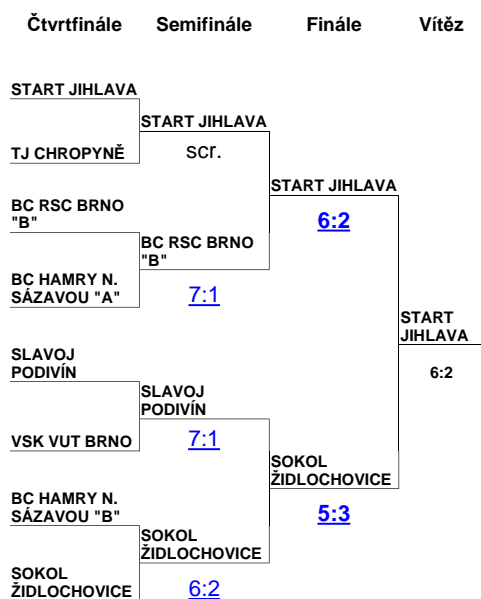 Čtvrtfinále Semifinále Finále Vítěz
START JIHLAVA
START JIHLAVA
TJ CHROPYNĚ
scr.
START JIHLAVA
BC RSC BRNO
"B"
6:2
BC RSC BRNO
"B"
BC HAMRY N.
SÁZAVOU "A"
7:1
START
JIHLAVA
SLAVOJ
PODIVÍN
6:2
SLAVOJ
PODIVÍN
VSK VUT BRNO
7:1
SOKOL
ŽIDLOCHOVICE
BC HAMRY N.
SÁZAVOU "B"
5:3
SOKOL
ŽIDLOCHOVICE
SOKOL
ŽIDLOCHOVICE
6:2